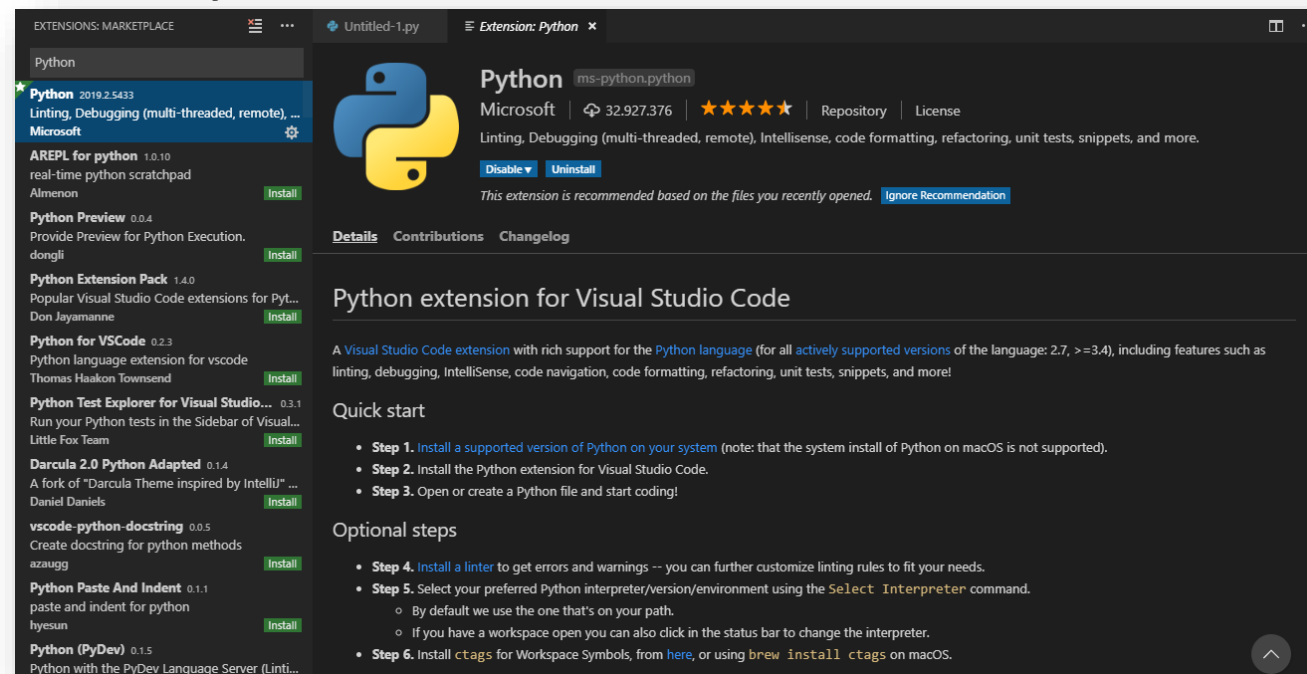 EXTENSIONS: MARKETPLACE
Python
Python 2019.2.5433
Linting, Debugging (multi-threaded, remote), ...
Microsoft
AREPL for python 1.0.10
real-time python scratchpad
Almenon Install
Python Preview 0.0.4
Provide Preview for Python Execution.
dongli Install
Python Extension Pack 1.4.0
Popular Visual Studio Code extensions for Pyt...
Don Jayamanne Install
Python for VSCode 0.2.3
Python language extension for vscode
Thomas Haakon Townsend Install
Python Test Explorer for Visual Studio... 0.3.1
Run your Python tests in the Sidebar of Visual...
Little Fox Team Install
Darcula 2.0 Python Adapted 0.1.4
A fork of "Darcula Theme inspired by IntelliJ" ...
Daniel Daniels Install
vscode-python-docstring 0.0.5
Create docstring for python methods
azaugg Install
Python Paste And Indent 0.1.1
paste and indent for python
hyesun Install
Python (PyDev) 0.1.5
Python with the PyDev Language Server (Linti...
Untitled-1.py Extension: Python
Python ms-python.python
Microsoft 32.927.376 Repository License
Linting, Debugging (multi-threaded, remote), Intellisense, code formatting, refactoring, unit tests, snippets, and more.
Disable Uninstall
This extension is recommended based on the files you recently opened. Ignore Recommendation
Details Contributions Changelog
Python extension for Visual Studio Code
A Visual Studio Code extension with rich support for the Python language (for all actively supported versions of the language: 2.7, >=3.4), including features such as
linting, debugging, IntelliSense, code navigation, code formatting, refactoring, unit tests, snippets, and more!
Quick start
• Step 1. Install a supported version of Python on your system (note: that the system install of Python on macOS is not supported).
• Step 2. Install the Python extension for Visual Studio Code.
• Step 3. Open or create a Python file and start coding!
Optional steps
• Step 4. Install a linter to get errors and warnings -- you can further customize linting rules to fit your needs.
• Step 5. Select your preferred Python interpreter/version/environment using the Select Interpreter command.
○ By default we use the one that's on your path.
○ If you have a workspace open you can also click in the status bar to change the interpreter.
• Step 6. Install ctags for Workspace Symbols, from here, or using brew install ctags on macOS.